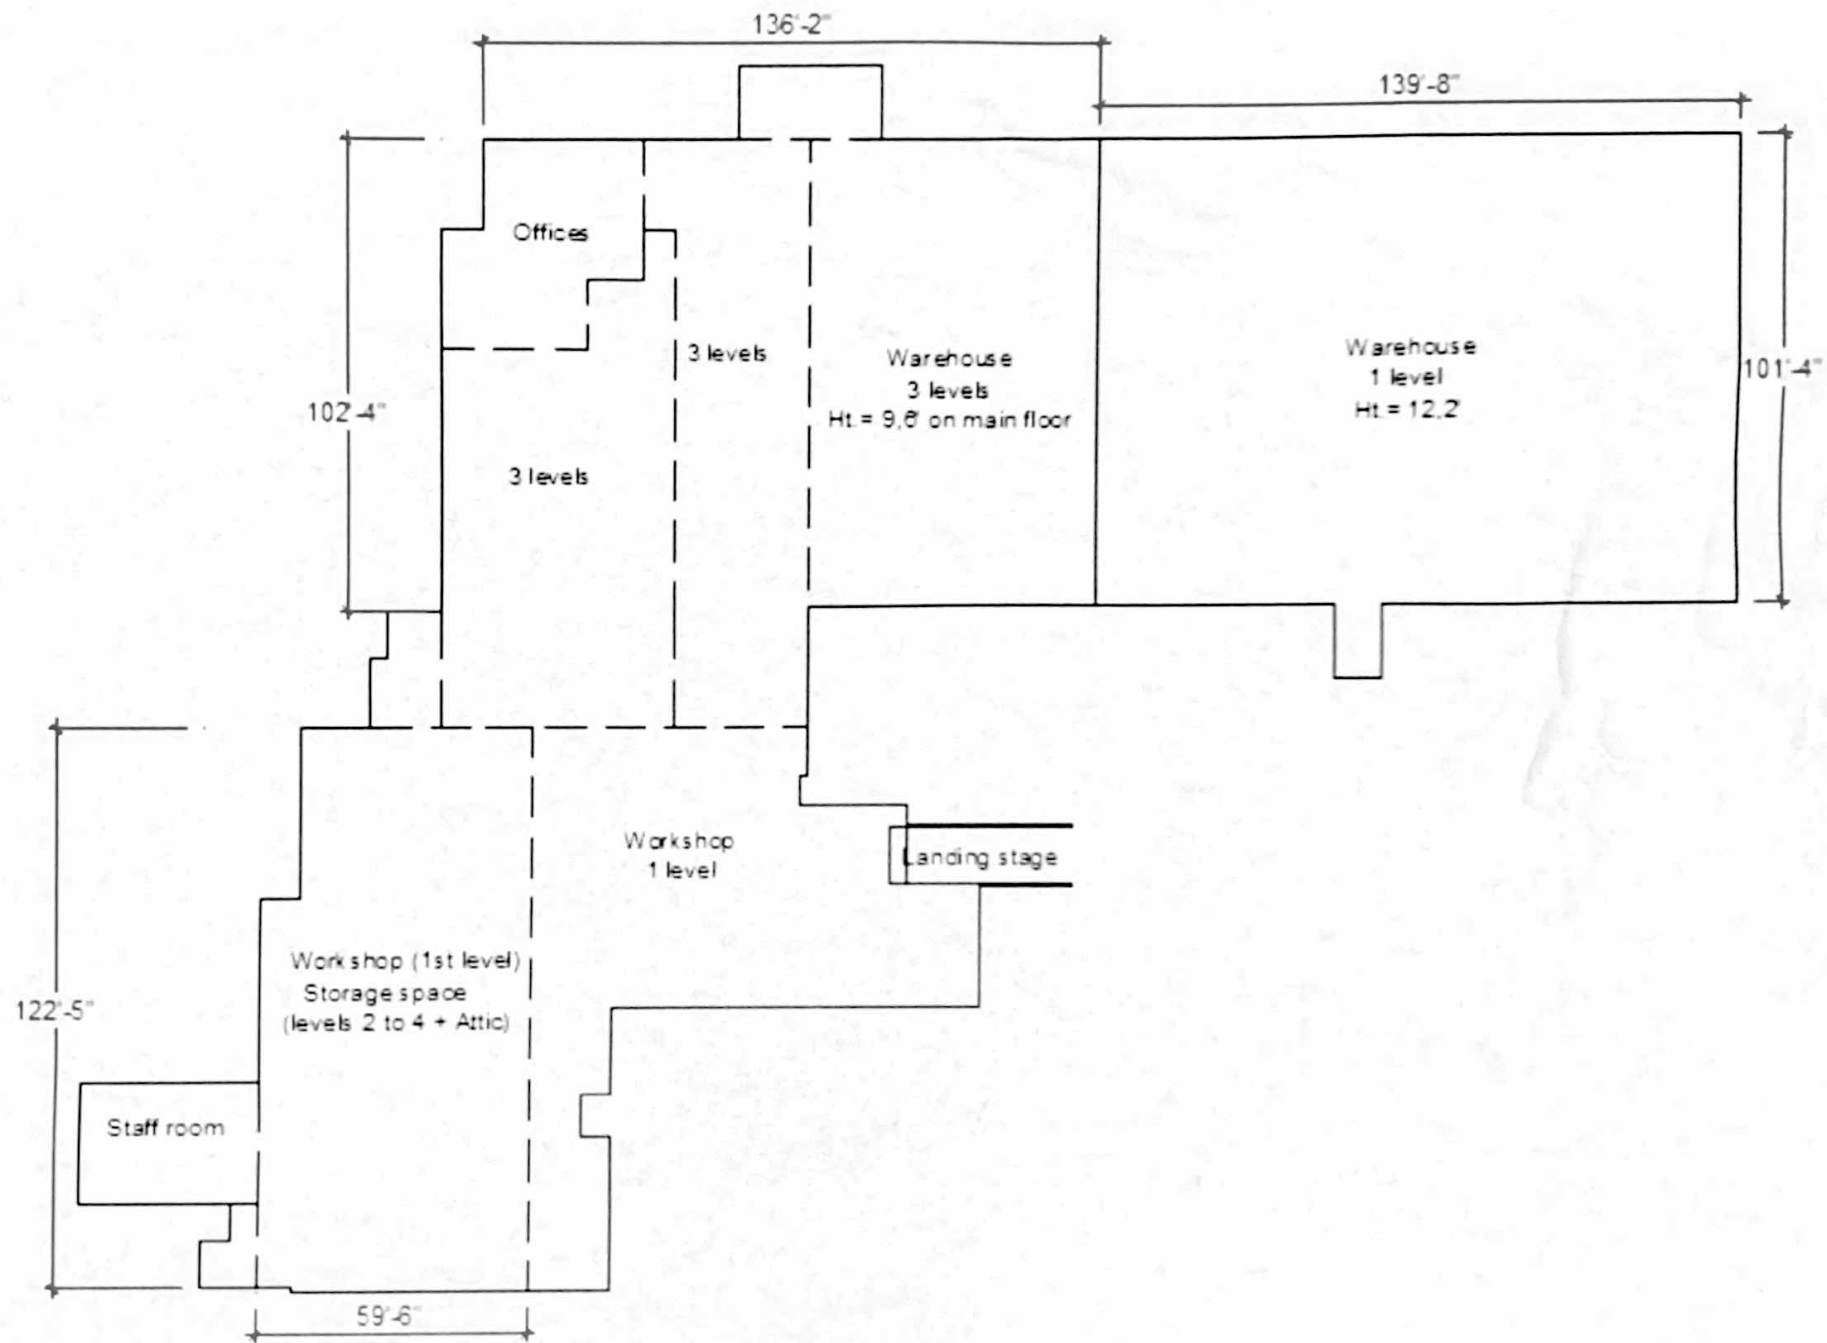 136'-2"
139'-8"
Offices
3 levels
Warehouse
3 levels
Ht. = 9,6' on main floor
Warehouse
1 level
Ht = 12,2'
101'-4"
102'-4"
3 levels
Workshop
1 level
Landing stage
Workshop (1st level)
Storage space
(levels 2 to 4 + Attic)
122'-5"
Staff room
59'-6"